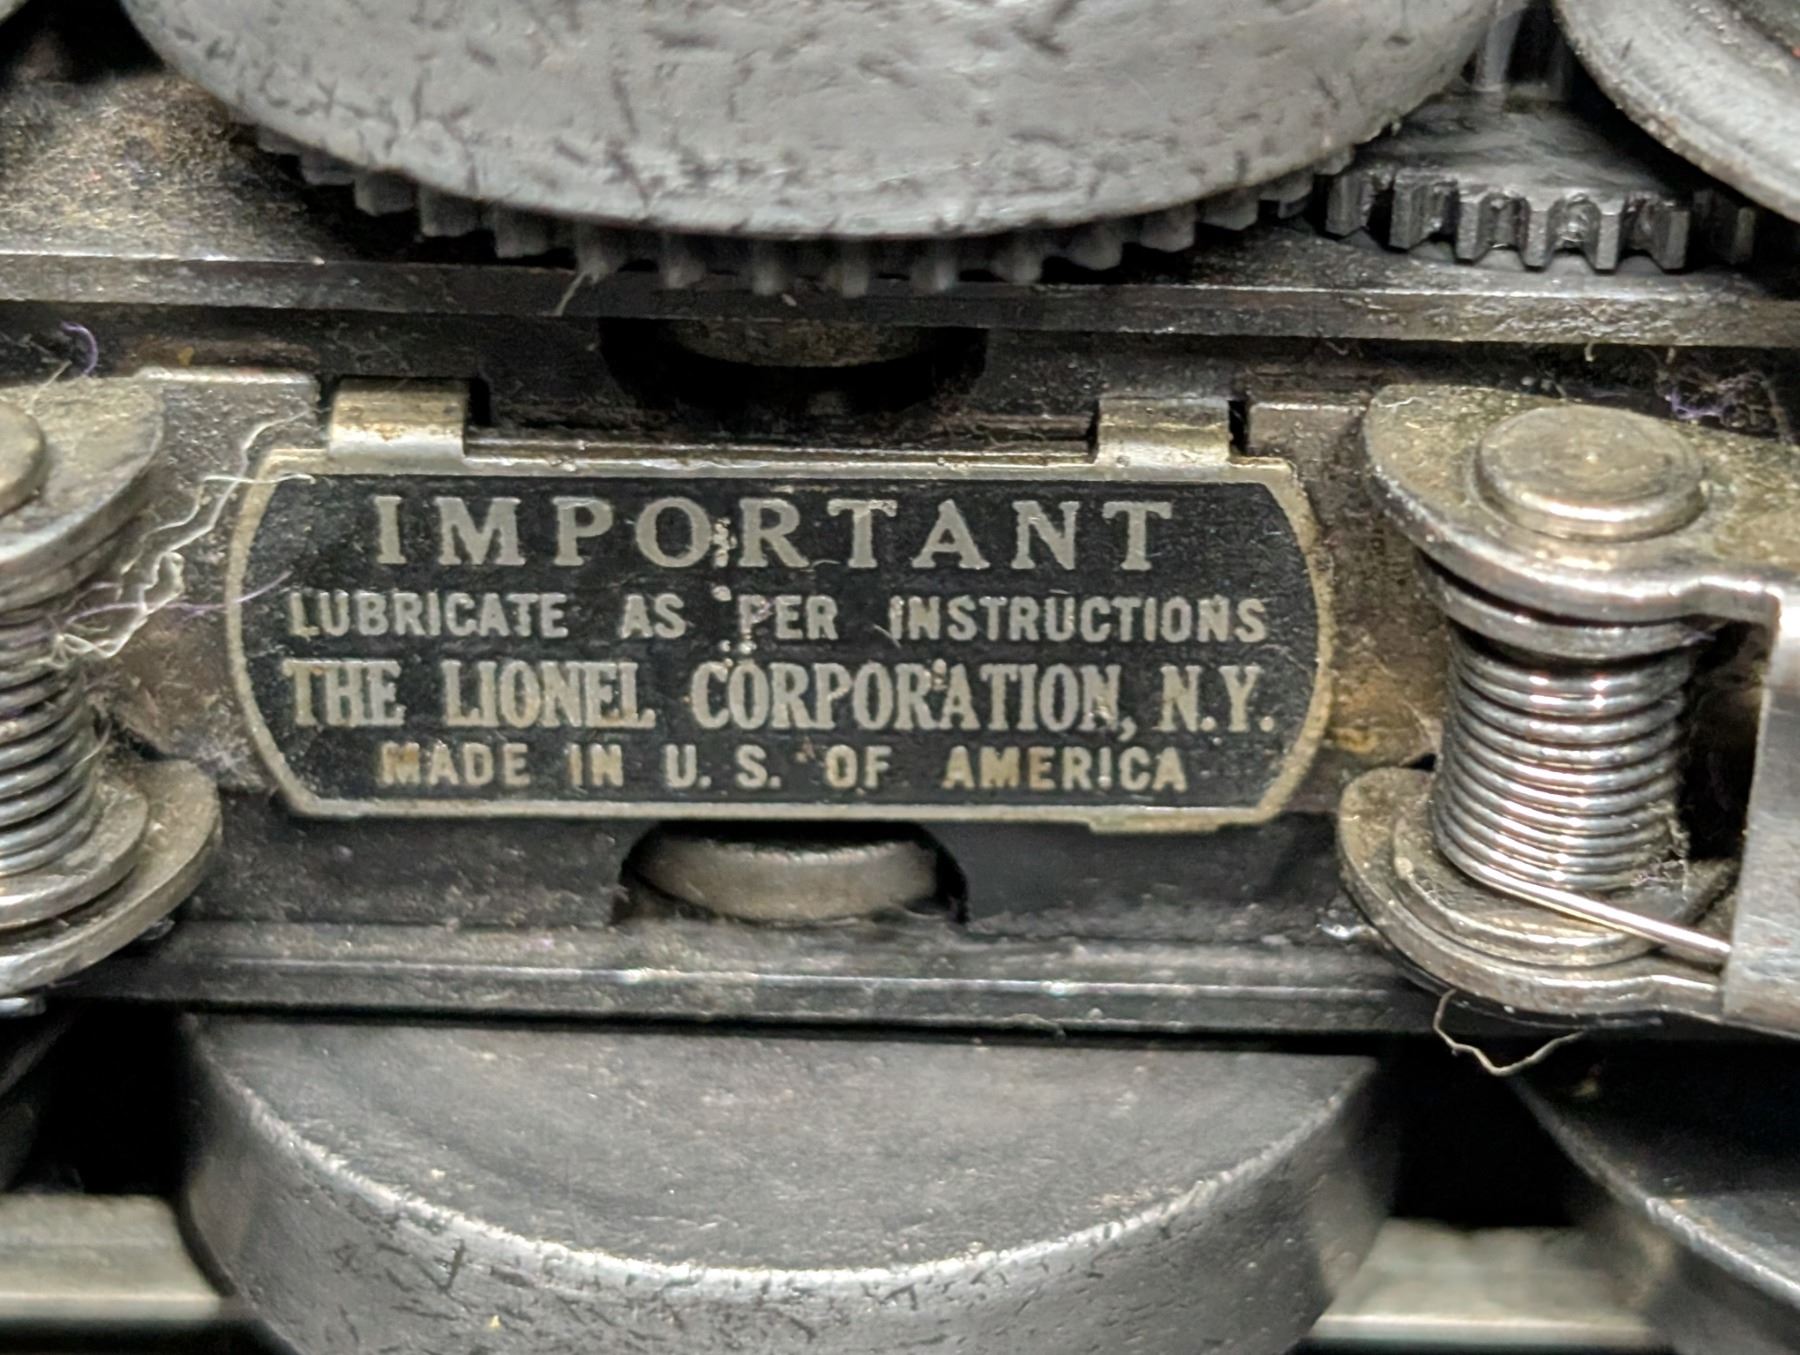 IMPORTANT
LUBRICATE AS PER INSTRUCTIONS
THE LIONEL CORPORATION, N.Y.
MADE IN U. S. OF AMERICA